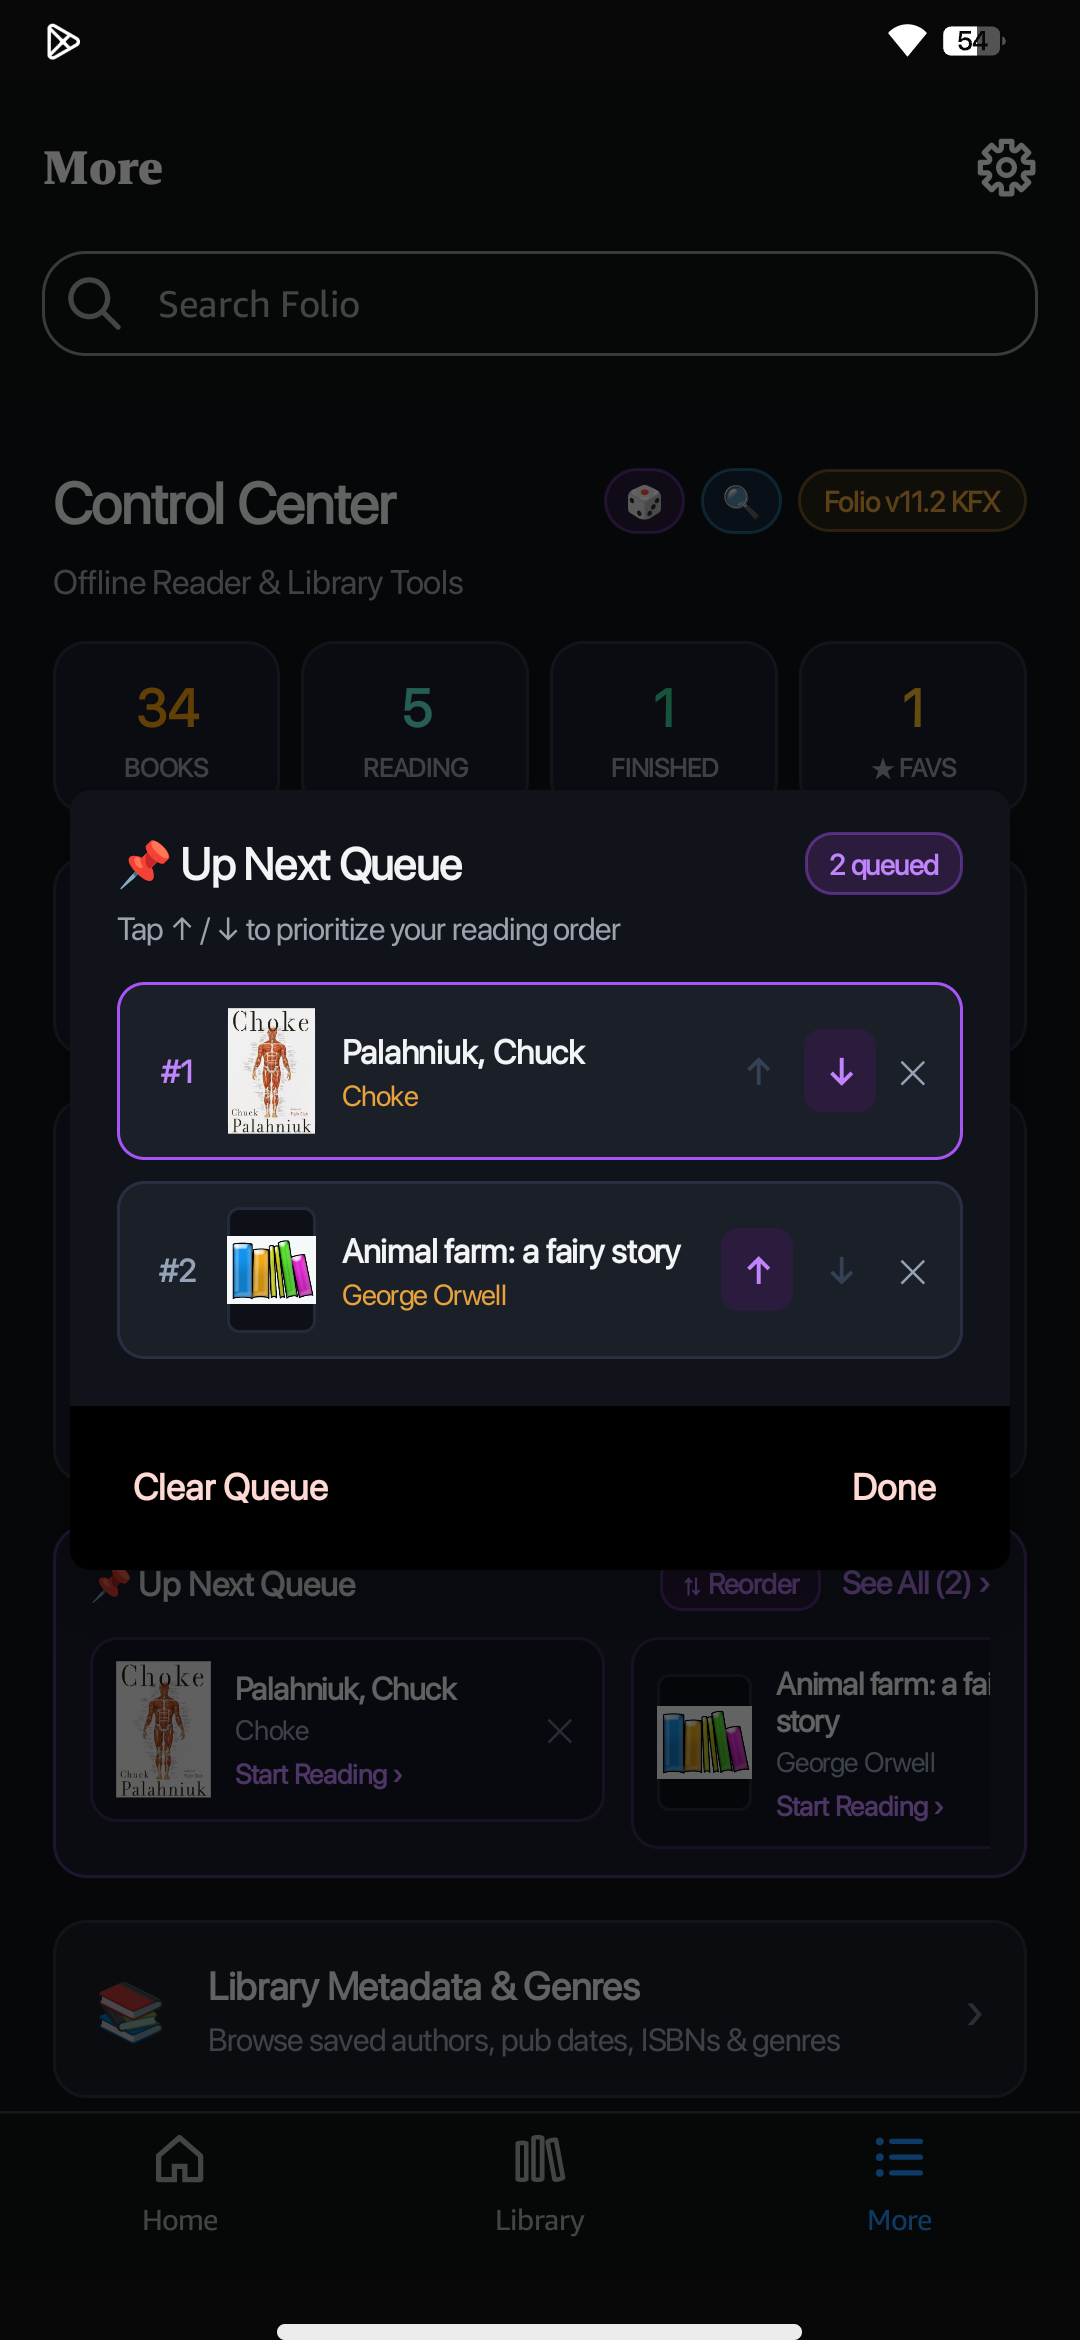 54
More
Search Folio
Control Center
Folio v11.2 KFX
Offline Reader & Library Tools
34
BOOKS
5
READING
1
FINISHED
1
★ FAVS
📌 Up Next Queue
2 queued
Tap ↑ / ↓ to prioritize your reading order
#1
Choke
Chuck
Palahniuk
Palahniuk, Chuck
Choke
↑
↓
×
#2
Animal farm: a fairy story
George Orwell
↑
↓
×
Clear Queue
Done
📌 Up Next Queue
⇅ Reorder
See All (2) ›
Choke
Chuck
Palahniuk
Palahniuk, Chuck
Choke
Start Reading ›
×
Animal farm: a fai
story
George Orwell
Start Reading ›
Library Metadata & Genres
Browse saved authors, pub dates, ISBNs & genres
›
Home
Library
More